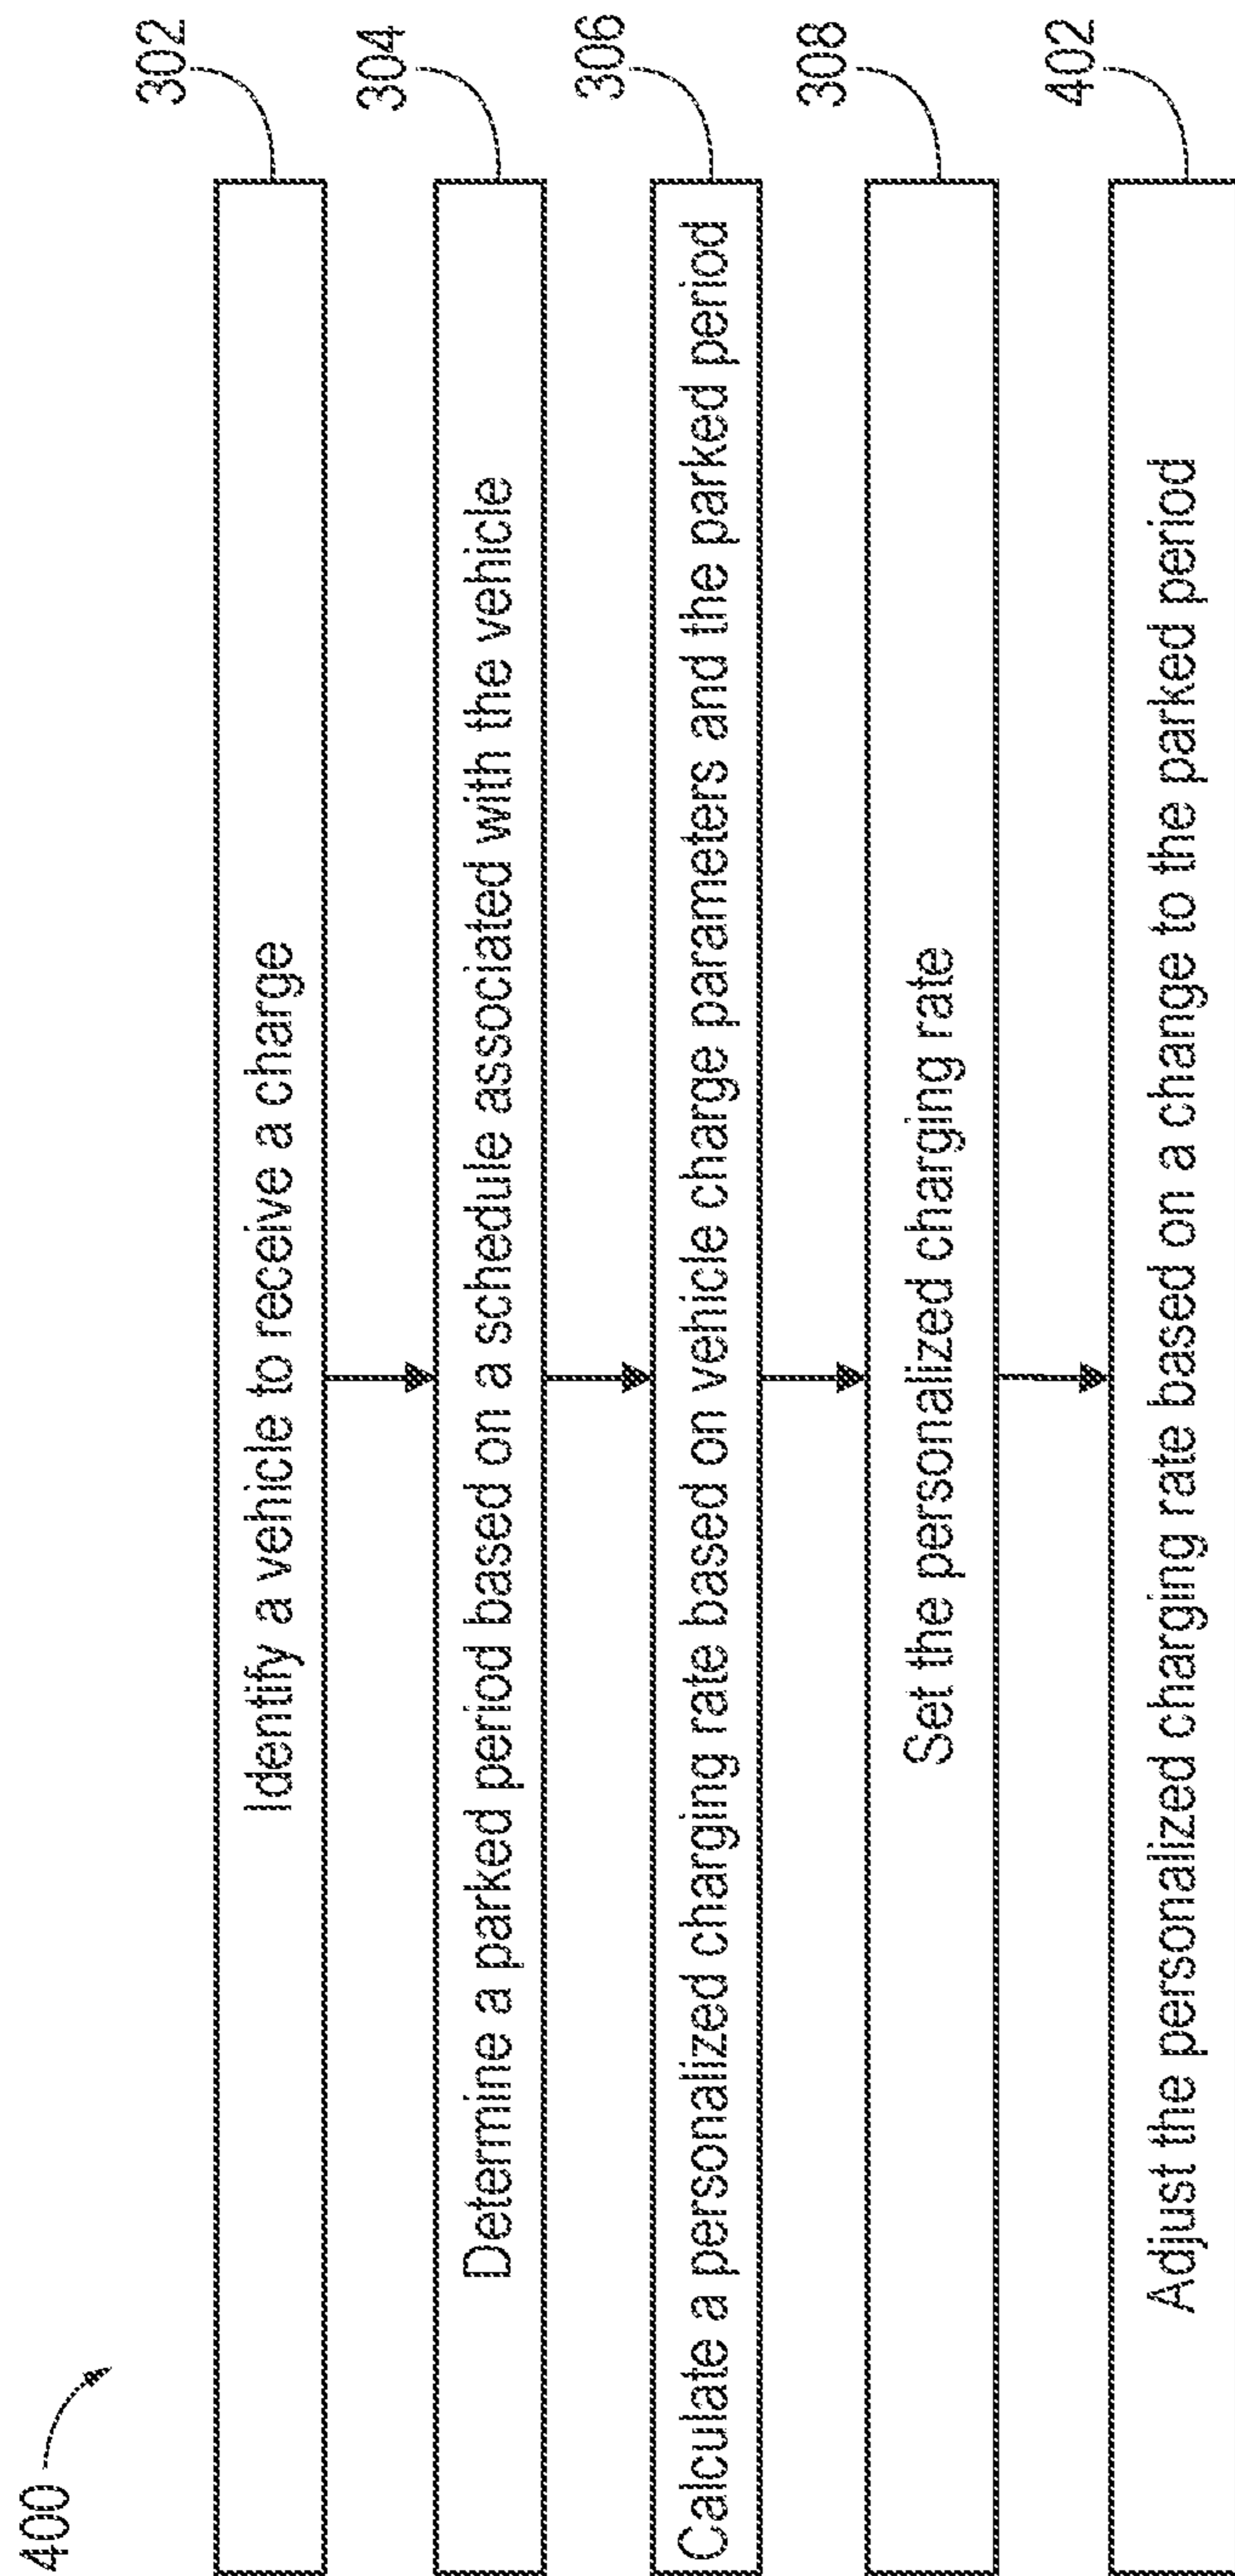 400
Identify a vehicle to receive a charge
302
Determine a parked period based on a schedule associated with the vehicle
304
Calculate a personalized charging rate based on vehicle charge parameters and the parked period
306
Set the personalized charging rate
308
Adjust the personalized charging rate based on a change to the parked period
402